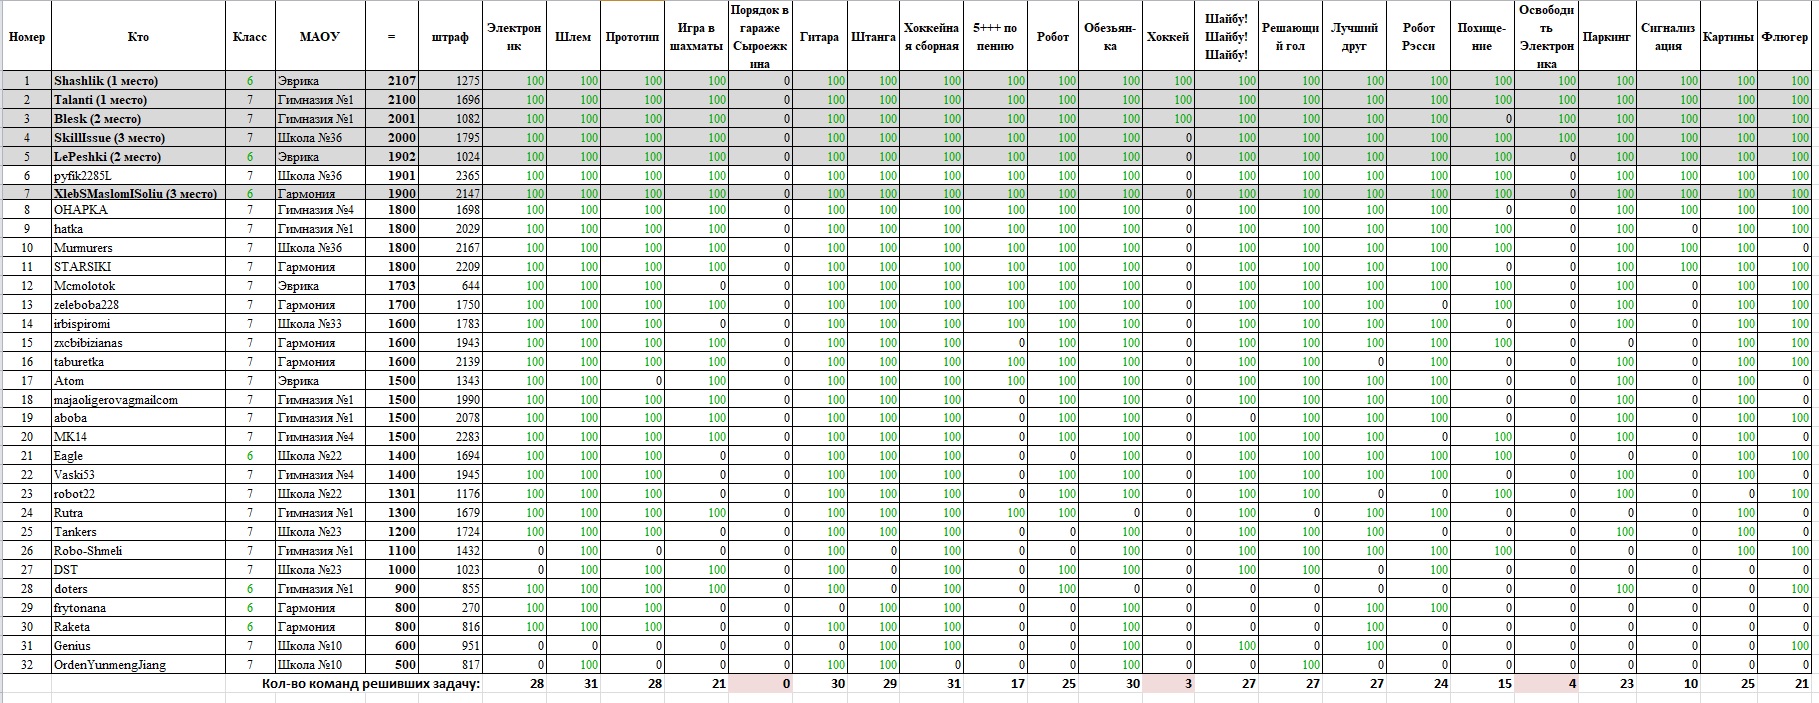 Номер Кто Класс МАОУ = штраф Электроник Шлем Прототип Игра в шахматы Порядок в гараже Сыроежкина Гитара Штанга Хоккейная сборная 5+++ по пению Робот Обезьян-ка Хоккей Шайбу! Шайбу! Шайбу! Решающий гол Лучший друг Робот Рэсси Похище-ние Освободить Электроника Паркинг Сигнализация Картины Флюгер
1 Shashlik (1 место) 6 Эврика 2107 1275 100 100 100 100 0 100 100 100 100 100 100 100 100 100 100 100 100 100 100 100 100 100
2 Talanti (1 место) 7 Гимназия №1 2100 1696 100 100 100 100 0 100 100 100 100 100 100 100 100 100 100 100 100 100 100 100 100 100
3 Blesk (2 место) 7 Гимназия №1 2001 1082 100 100 100 100 0 100 100 100 100 100 100 100 100 100 100 100 0 100 100 100 100 100
4 SkillIssue (3 место) 7 Школа №36 2000 1795 100 100 100 100 0 100 100 100 100 100 100 0 100 100 100 100 100 100 100 100 100 100
5 LePeshki (2 место) 6 Эврика 1902 1024 100 100 100 100 0 100 100 100 100 100 100 0 100 100 100 100 100 0 100 100 100 100
6 pyfik2285L 7 Школа №36 1901 2365 100 100 100 100 0 100 100 100 100 100 100 0 100 100 100 100 100 0 100 100 100 100
7 XlebSMaslomISoliu (3 место) 6 Гармония 1900 2147 100 100 100 100 0 100 100 100 100 100 100 0 100 100 100 100 100 0 100 100 100 100
8 OHAPKA 7 Гимназия №4 1800 1698 100 100 100 100 0 100 100 100 100 100 100 0 100 100 100 100 0 0 100 100 100 100
9 hatka 7 Гимназия №1 1800 2029 100 100 100 100 0 100 100 100 100 100 100 0 100 100 100 100 100 0 100 0 100 100
10 Murmurers 7 Школа №36 1800 2167 100 100 100 100 0 100 100 100 100 100 100 0 100 100 100 100 100 0 100 100 100 0
11 STARSIKI 7 Гармония 1800 2209 100 100 100 100 0 100 100 100 100 100 100 0 100 100 100 100 0 0 100 100 100 100
12 Mcmolotok 7 Эврика 1703 644 100 100 100 0 0 100 100 100 100 100 100 0 100 100 100 100 100 0 100 0 100 100
13 zeleboba228 7 Гармония 1700 1750 100 100 100 100 0 100 100 100 100 100 100 0 100 100 100 0 100 0 100 0 100 100
14 irbispiromi 7 Школа №33 1600 1783 100 100 100 0 0 100 100 100 100 100 100 0 100 100 100 100 0 0 100 0 100 100
15 zxcbibizianas 7 Гармония 1600 1943 100 100 100 100 0 100 100 100 0 100 100 0 100 100 100 100 100 0 0 0 100 100
16 taburetka 7 Гармония 1600 2139 100 100 100 100 0 100 100 100 100 100 100 0 100 100 0 100 0 0 100 0 100 100
17 Atom 7 Эврика 1500 1343 100 100 0 100 0 100 100 100 100 100 100 0 100 100 100 100 0 0 100 0 100 0
18 majaoligerovagmailcom 7 Гимназия №1 1500 1990 100 100 100 100 0 100 100 100 0 100 100 0 100 100 100 100 0 0 100 0 100 0
19 aboba 7 Гимназия №1 1500 2078 100 100 100 100 0 100 100 100 0 100 100 0 0 100 100 100 0 0 100 0 100 100
20 MK14 7 Гимназия №4 1500 2283 100 100 100 100 0 100 100 100 0 100 100 0 100 100 100 0 100 0 100 0 100 0
21 Eagle 6 Школа №22 1400 1694 100 100 100 0 0 100 100 100 0 0 100 0 100 100 100 100 100 0 0 0 100 100
22 Vaski53 7 Гимназия №4 1400 1945 100 100 100 0 0 100 100 100 0 100 100 0 100 100 100 100 0 0 100 0 100 0
23 robot22 7 Школа №22 1301 1176 100 100 100 0 0 100 100 100 0 100 100 0 100 100 0 0 100 0 100 0 0 100
24 Rutra 7 Гимназия №1 1300 1679 100 100 100 100 0 100 100 100 100 100 0 0 100 0 100 100 0 0 0 0 100 0
25 Tankers 7 Школа №23 1200 1724 100 100 100 0 0 100 100 100 0 0 100 0 100 100 100 0 0 0 100 0 100 0
26 Robo-Shmeli 7 Гимназия №1 1100 1432 0 100 0 0 0 100 0 100 0 0 100 0 100 100 100 100 100 0 0 0 100 100
27 DST 7 Школа №23 1000 1023 0 100 100 100 0 100 0 100 0 100 100 0 100 100 0 100 0 0 0 0 0 0
28 doters 6 Гимназия №1 900 855 100 100 100 100 0 100 0 100 0 100 0 0 0 0 0 0 0 0 100 0 0 100
29 frytonana 6 Гармония 800 270 100 100 100 0 0 0 100 100 0 0 100 0 0 0 100 100 0 0 0 0 0 0
30 Raketa 6 Гармония 800 816 100 100 100 0 0 100 100 100 0 0 100 0 0 0 100 0 0 0 0 0 0 0
31 Genius 7 Школа №10 600 951 0 0 0 0 0 0 100 100 0 0 100 0 100 0 100 0 0 0 0 0 0 100
32 OrdenYunmengJiang 7 Школа №10 500 817 0 100 0 0 0 100 100 0 0 0 100 0 0 100 0 0 0 0 0 0 0 0
Кол-во команд решивших задачу: 28 31 28 21 0 30 29 31 17 25 30 3 27 27 27 24 15 4 23 10 25 21